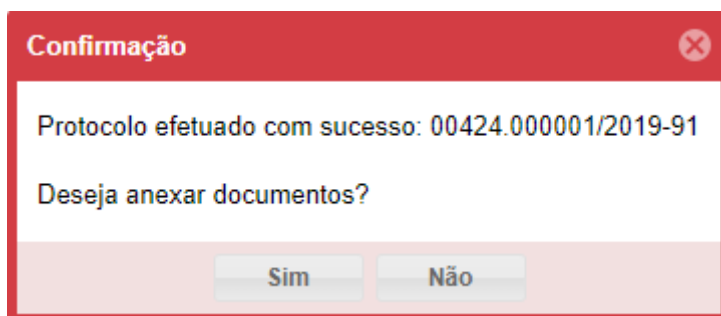 Confirmação
Protocolo efetuado com sucesso: 00424.000001/2019-91
Deseja anexar documentos?
Sim Não